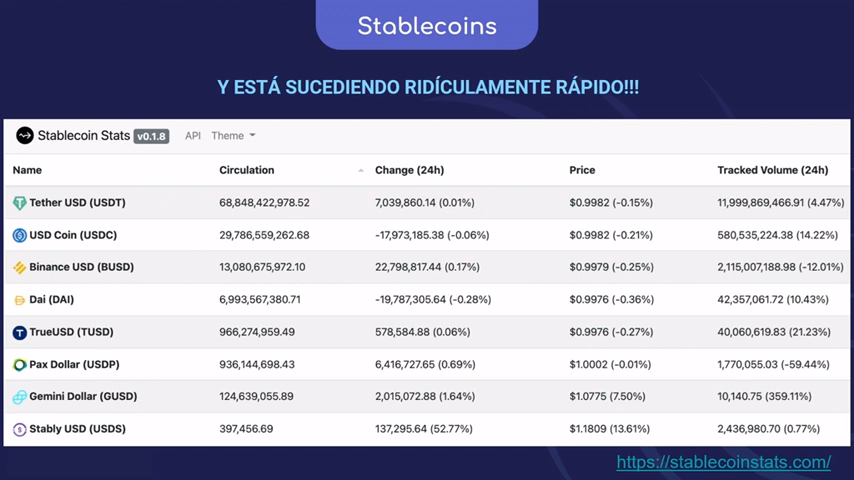 Stablecoins
Y ESTÁ SUCEDIENDO RIDÍCULAMENTE RÁPIDO!!!
Stablecoin Stats v0.1.8 API Theme
Name Circulation Change (24h) Price Tracked Volume (24h)
Tether USD (USDT) 68,848,422,978.52 7,039,860.14 (0.01%) $0.9982 (-0.15%) 11,999,869,466.91 (4.47%)
USD Coin (USDC) 29,786,559,262.68 -17,973,185.38 (-0.06%) $0.9982 (-0.21%) 580,535,224.38 (14.22%)
Binance USD (BUSD) 13,080,675,972.10 22,798,817.44 (0.17%) $0.9979 (-0.25%) 2,115,007,188.98 (-12.01%)
Dai (DAI) 6,993,567,380.71 -19,787,305.64 (-0.28%) $0.9976 (-0.36%) 42,357,061.72 (10.43%)
TrueUSD (TUSD) 966,274,959.49 578,584.88 (0.06%) $0.9976 (-0.27%) 40,060,619.83 (21.23%)
Pax Dollar (USDP) 936,144,698.43 6,416,727.65 (0.69%) $1.0002 (-0.01%) 1,770,055.03 (-59.44%)
Gemini Dollar (GUSD) 124,639,055.89 2,015,072.88 (1.64%) $1.0775 (7.50%) 10,140.75 (359.11%)
Stably USD (USDS) 397,456.69 137,295.64 (52.77%) $1.1809 (13.61%) 2,436,980.70 (0.77%)
https://stablecoinstats.com/